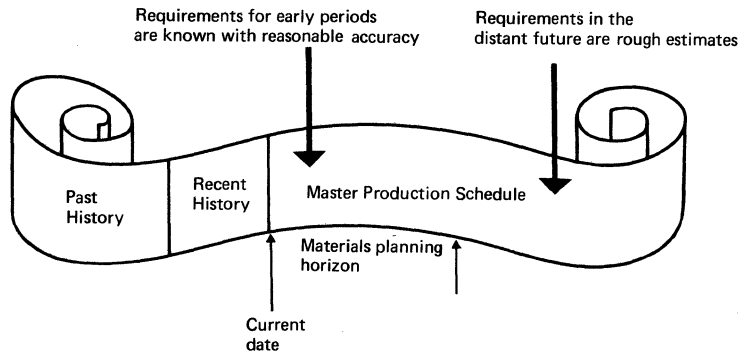 Requirements for early periods
are known with reasonable accuracy
Requirements in the
distant future are rough estimates
Past
History
Recent
History
Master Production Schedule
Materials planning
horizon
Current
date